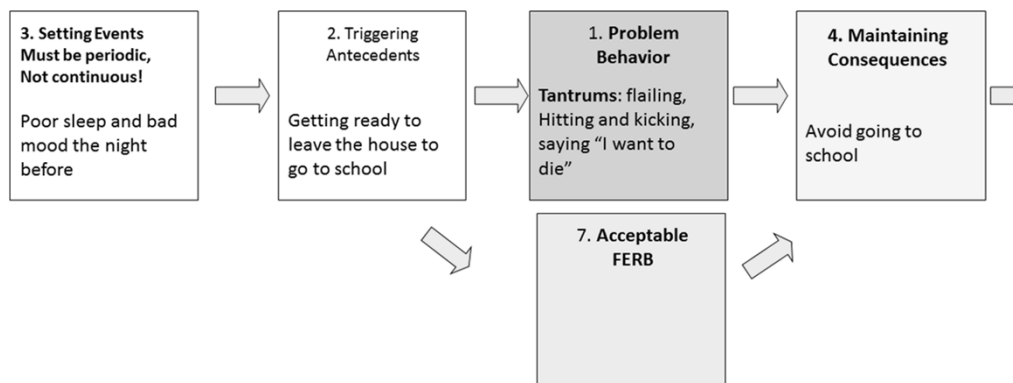 3. Setting Events
Must be periodic,
Not continuous!
Poor sleep and bad
mood the night
before
2. Triggering
Antecedents
Getting ready to
leave the house to
go to school
1. Problem
Behavior
Tantrums: flailing,
Hitting and kicking,
saying “I want to
die”
4. Maintaining
Consequences
Avoid going to
school
7. Acceptable
FERB